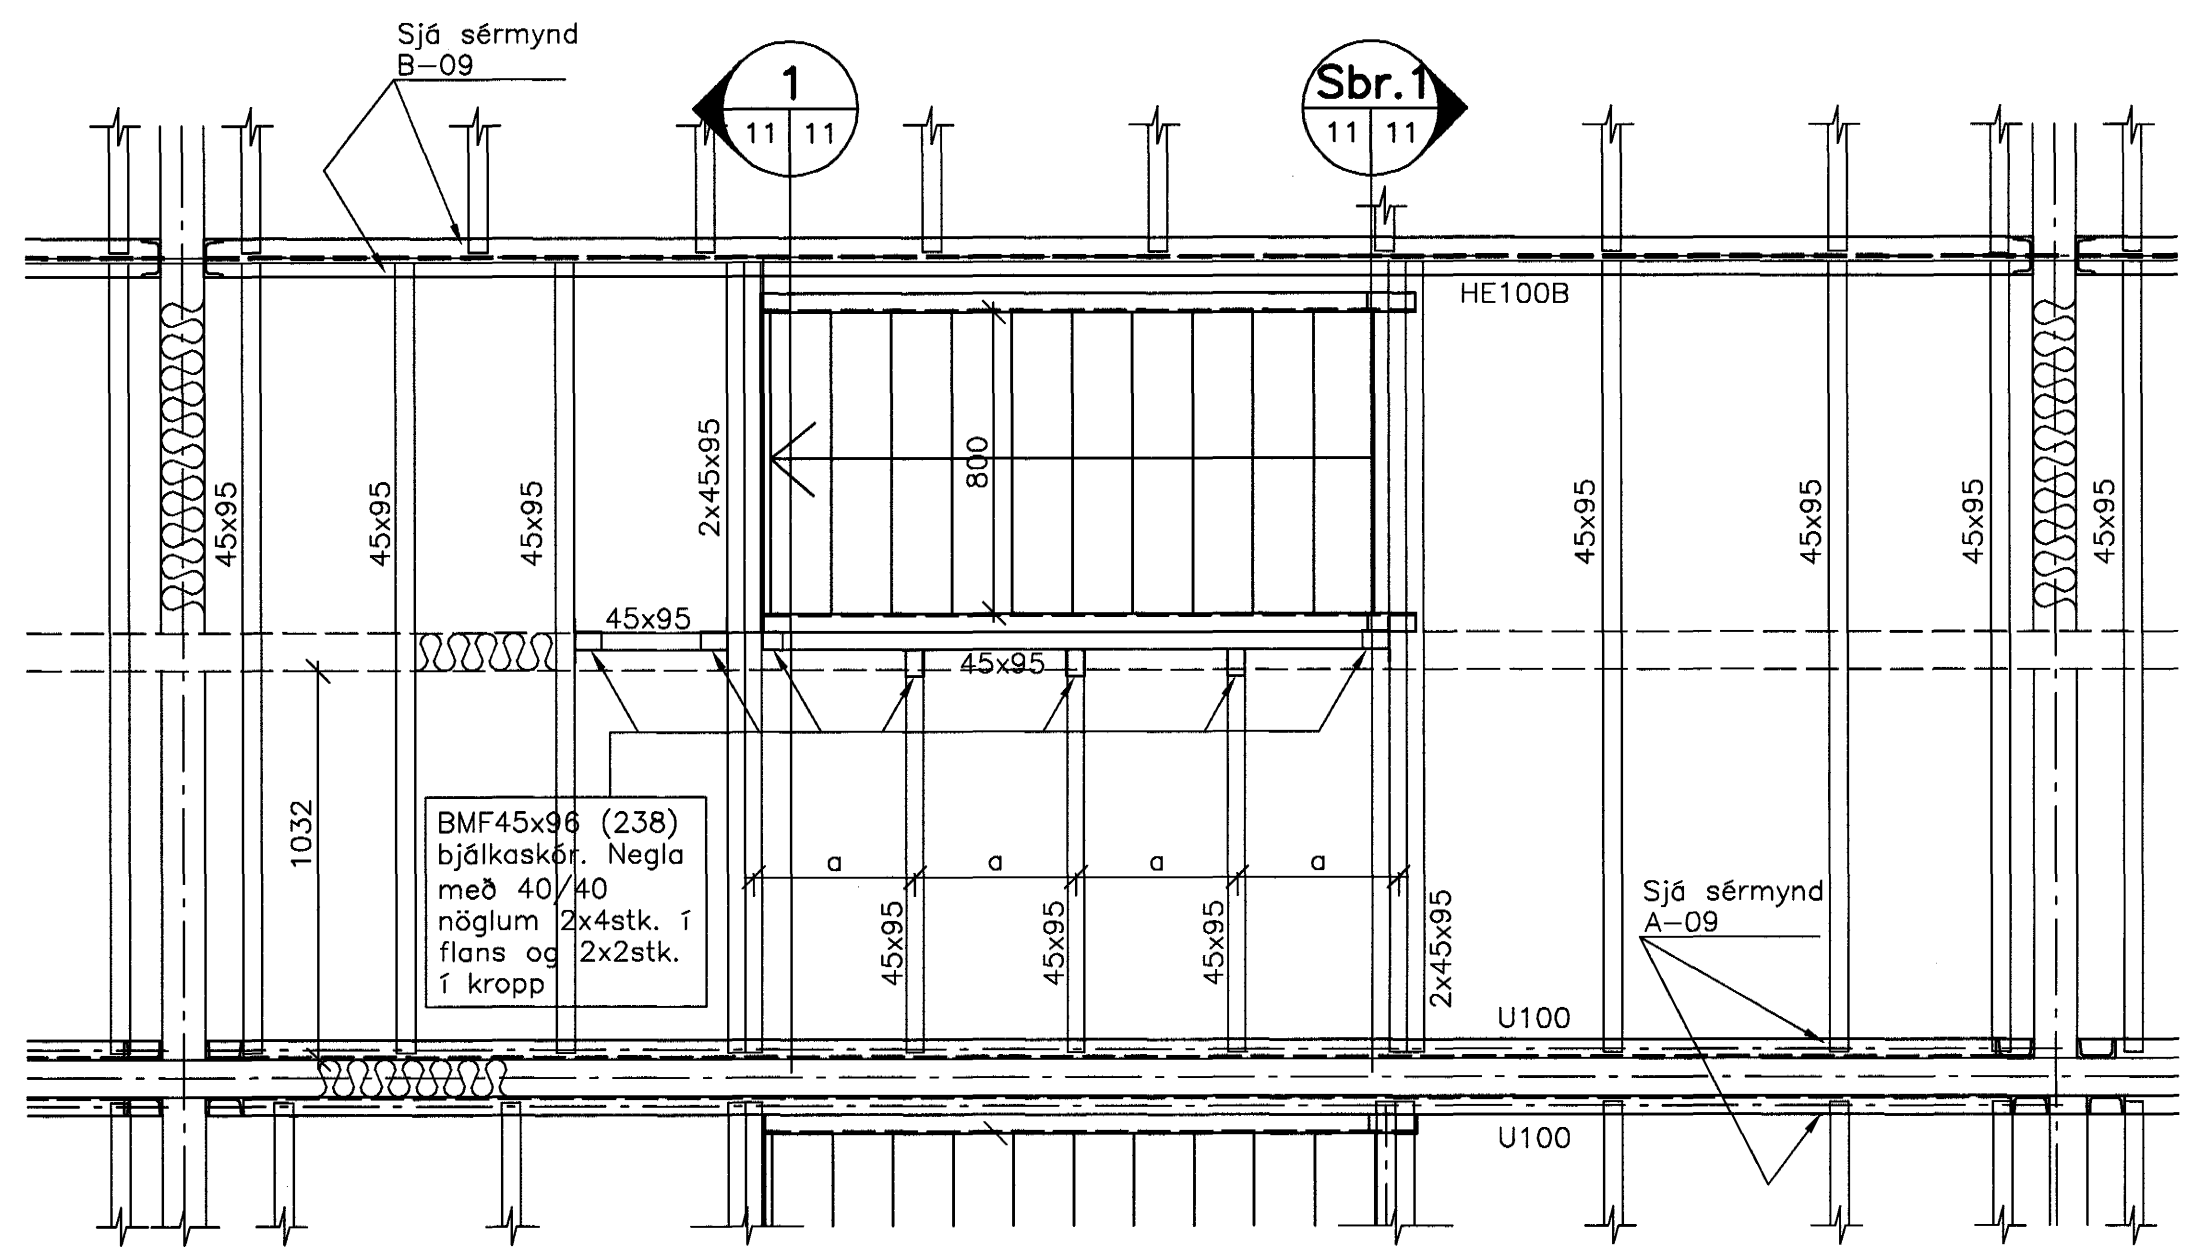 Sjá sérmynd
B-09
1
11 11
Sbr.1
11 11
HE100B
800
2x45x95
45x95
45x95
45x95
45x95
45x95
45x95
45x95
45x95
45x95
1032
BMF45x96 (238)
bjálkaskór. Negla
með 40/40
nöglum 2x4stk. í
flans og 2x2stk.
í kropp
a a a a
45x95
45x95
45x95
2x45x95
Sjá sérmynd
A-09
U100
U100